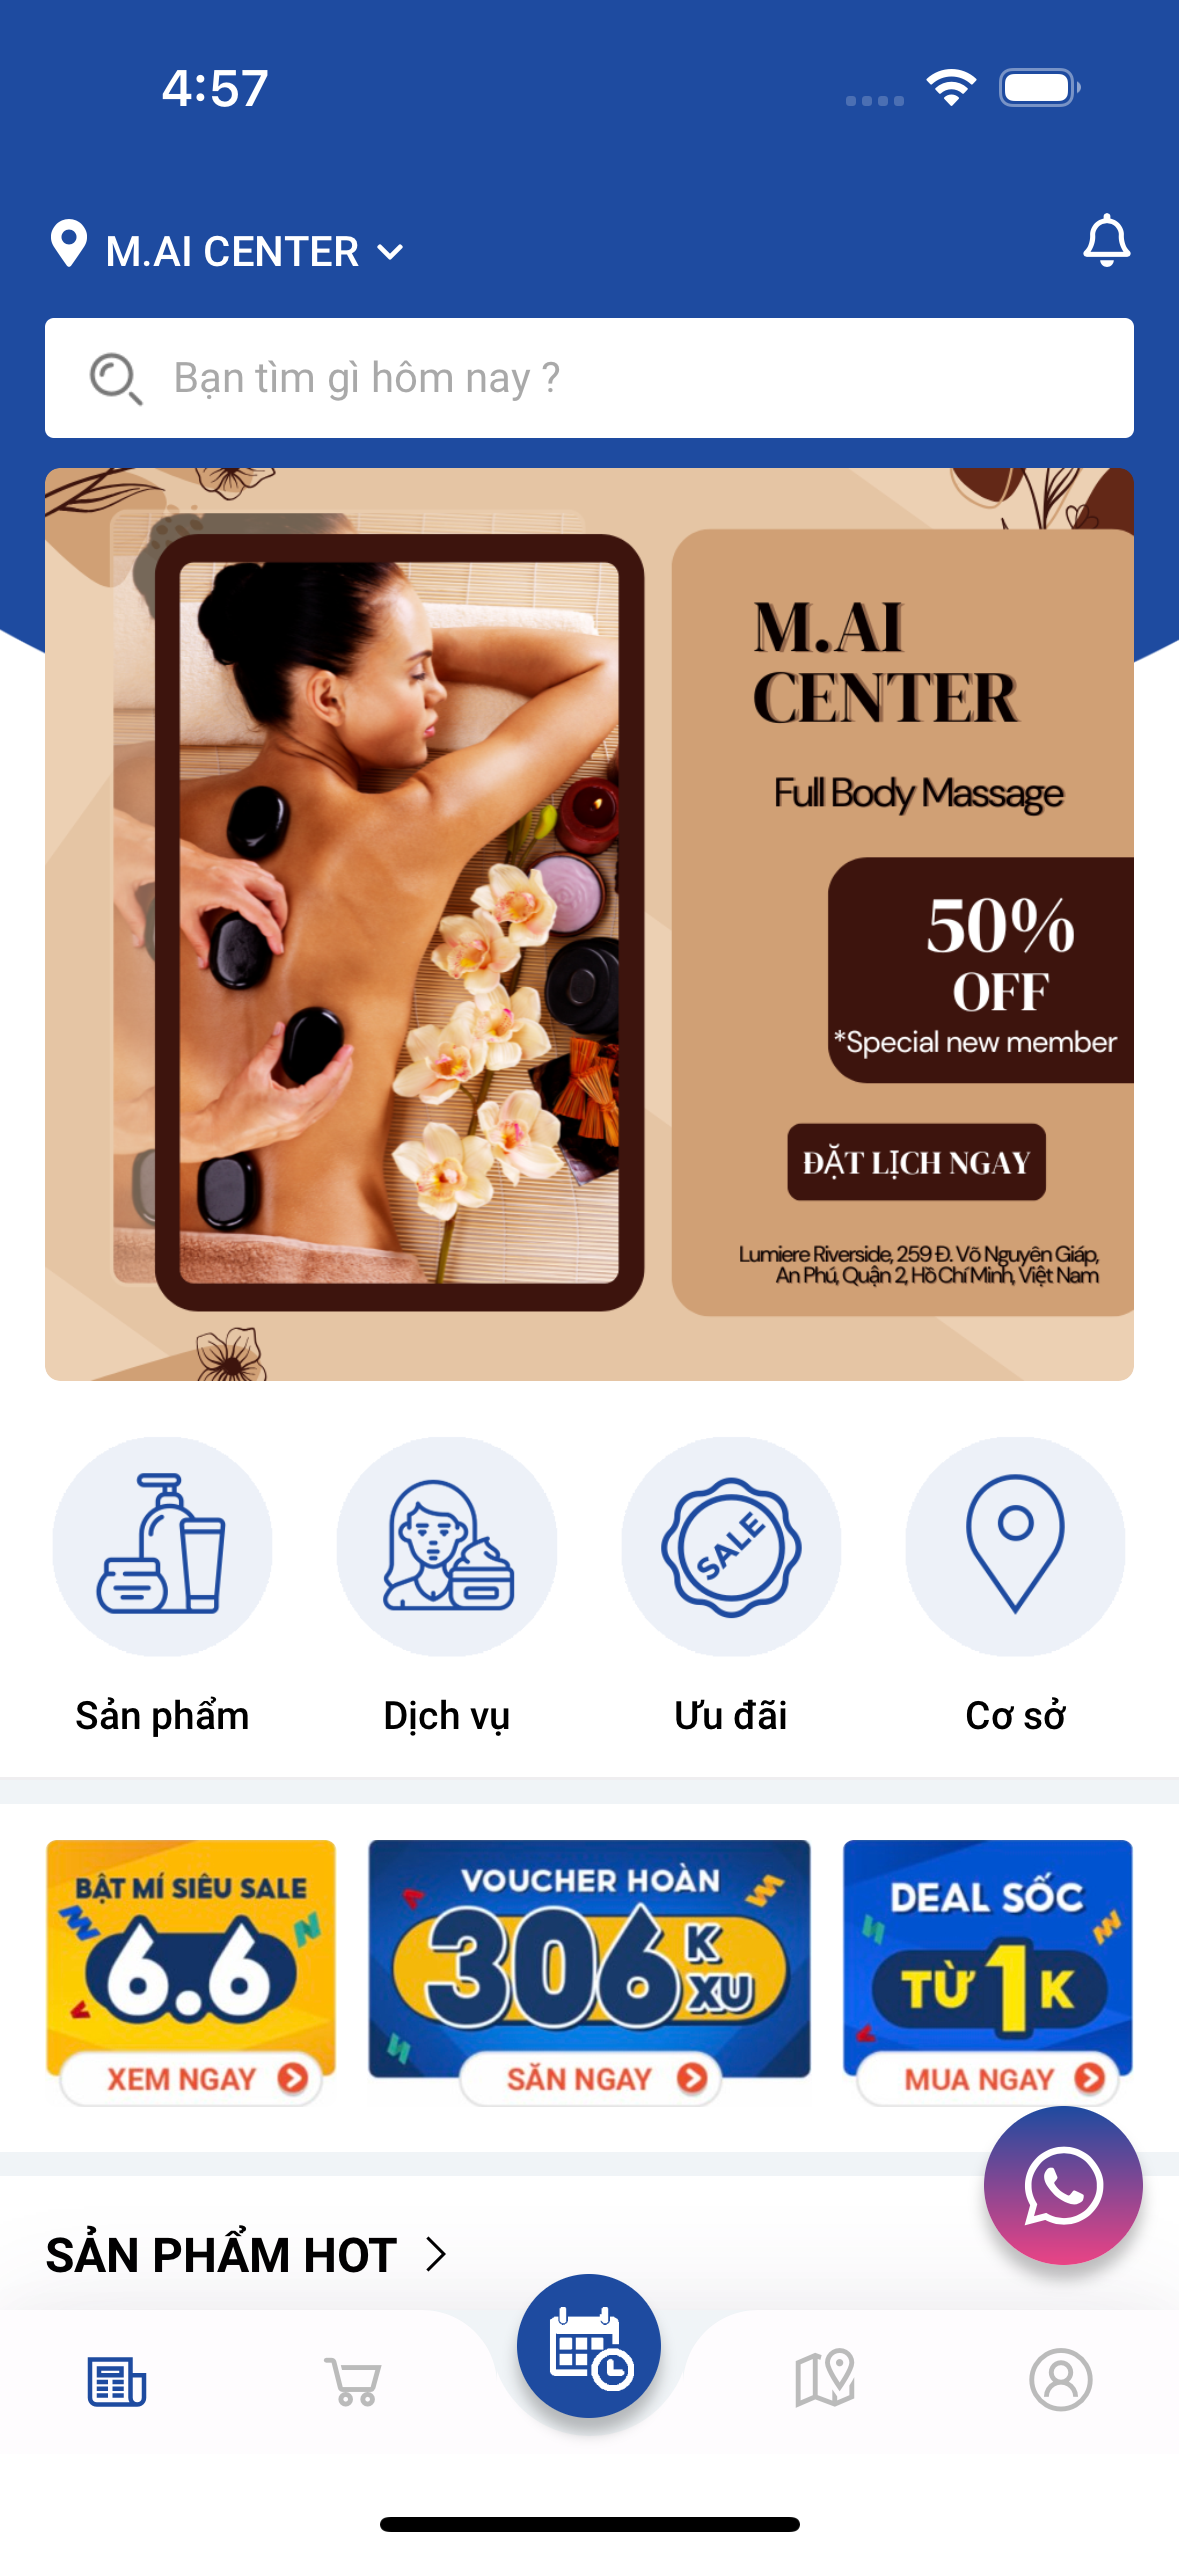 4:57
M.AI CENTER
Bạn tìm gì hôm nay ?
M.AI
CENTER
Full Body Massage
50%
OFF
*Special new member
ĐẶT LỊCH NGAY
Lumiere Riverside, 259 Đ. Võ Nguyên Giáp,
An Phú, Quận 2, Hồ Chí Minh, Việt Nam
SALE
Sản phẩm
Dịch vụ
Ưu đãi
Cơ sở
BẬT MÍ SIÊU SALE
6.6
XEM NGAY
VOUCHER HOÀN
306 K
XU
SĂN NGAY
DEAL SỐC
TỪ 1K
MUA NGAY
SẢN PHẨM HOT